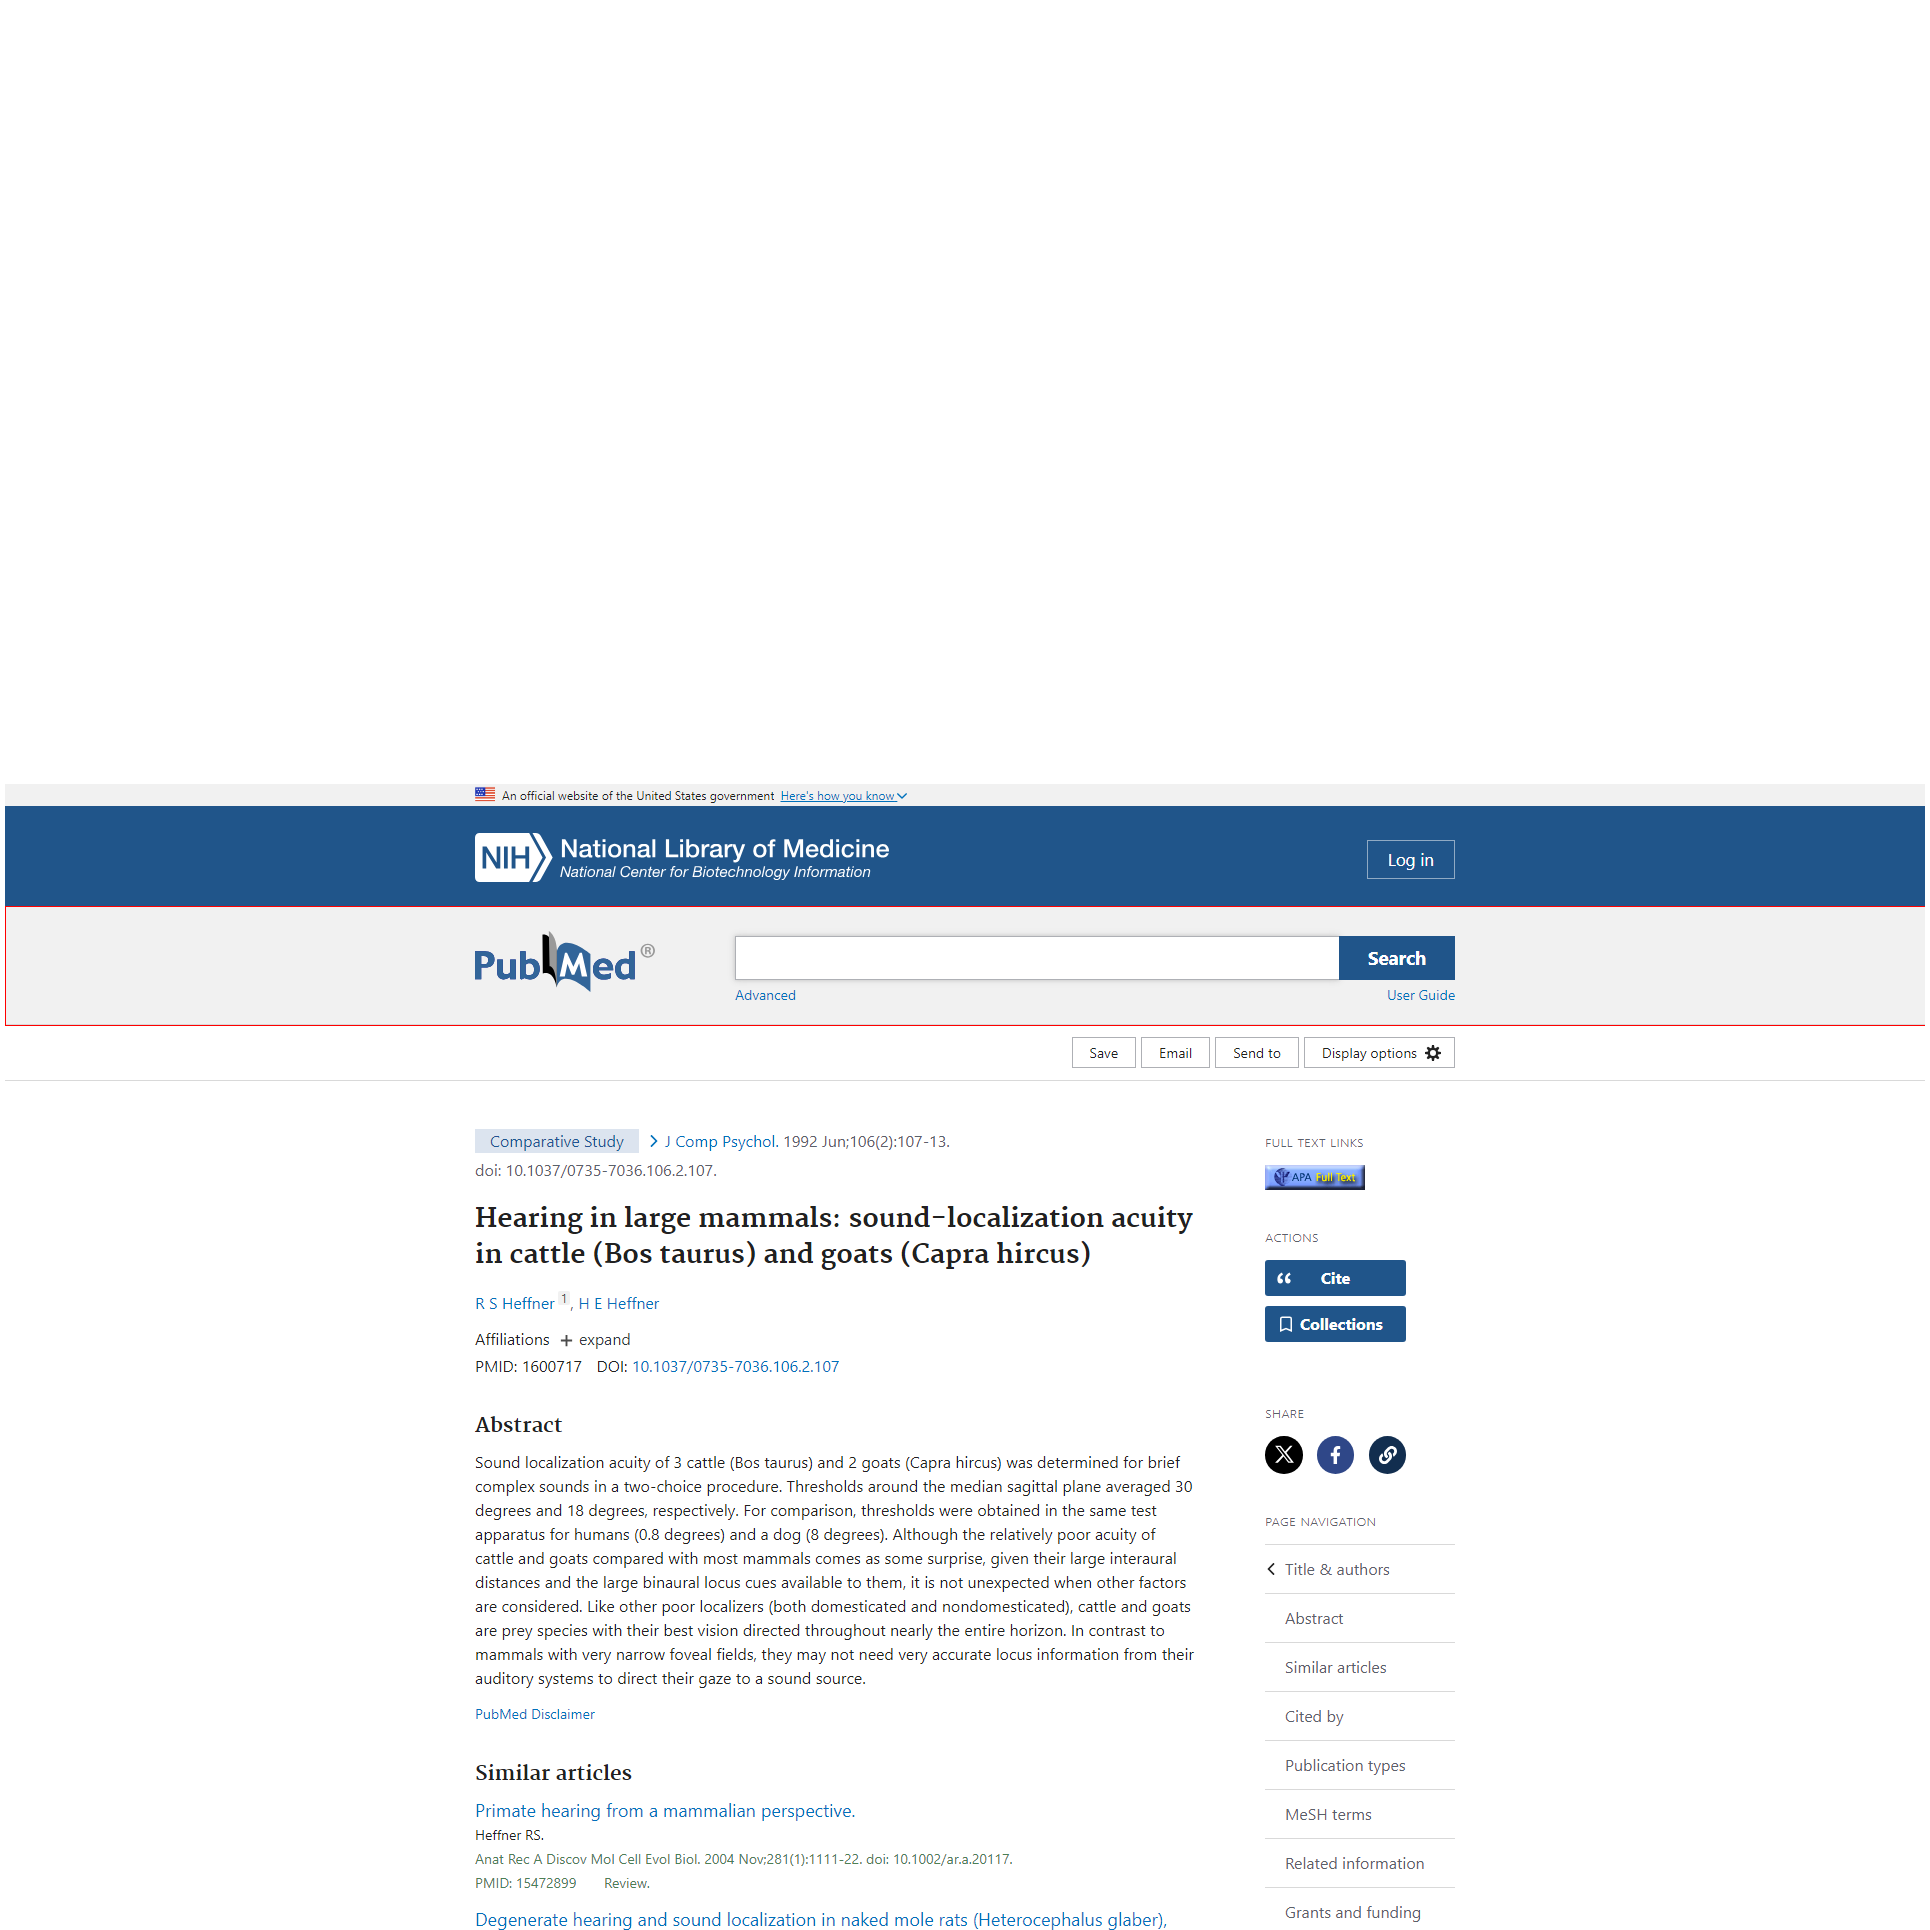 An official website of the United States government Here's how you know
NIH National Library of Medicine
National Center for Biotechnology Information
Log in
PubMed®
Search
Advanced
User Guide
Save
Email
Send to
Display options
Comparative Study
J Comp Psychol. 1992 Jun;106(2):107-13.
doi: 10.1037/0735-7036.106.2.107.
Hearing in large mammals: sound-localization acuity
in cattle (Bos taurus) and goats (Capra hircus)
R S Heffner 1, H E Heffner
Affiliations + expand
PMID: 1600717 DOI: 10.1037/0735-7036.106.2.107
Abstract
Sound localization acuity of 3 cattle (Bos taurus) and 2 goats (Capra hircus) was determined for brief
complex sounds in a two-choice procedure. Thresholds around the median sagittal plane averaged 30
degrees and 18 degrees, respectively. For comparison, thresholds were obtained in the same test
apparatus for humans (0.8 degrees) and a dog (8 degrees). Although the relatively poor acuity of
cattle and goats compared with most mammals comes as some surprise, given their large interaural
distances and the large binaural locus cues available to them, it is not unexpected when other factors
are considered. Like other poor localizers (both domesticated and nondomesticated), cattle and goats
are prey species with their best vision directed throughout nearly the entire horizon. In contrast to
mammals with very narrow foveal fields, they may not need very accurate locus information from their
auditory systems to direct their gaze to a sound source.
PubMed Disclaimer
Similar articles
Primate hearing from a mammalian perspective.
Heffner RS.
Anat Rec A Discov Mol Cell Evol Biol. 2004 Nov;281(1):1111-22. doi: 10.1002/ar.a.20117.
PMID: 15472899 Review.
Degenerate hearing and sound localization in naked mole rats (Heterocephalus glaber),
FULL TEXT LINKS
APA Full Text
ACTIONS
Cite
Collections
SHARE
PAGE NAVIGATION
Title & authors
Abstract
Similar articles
Cited by
Publication types
MeSH terms
Related information
Grants and funding